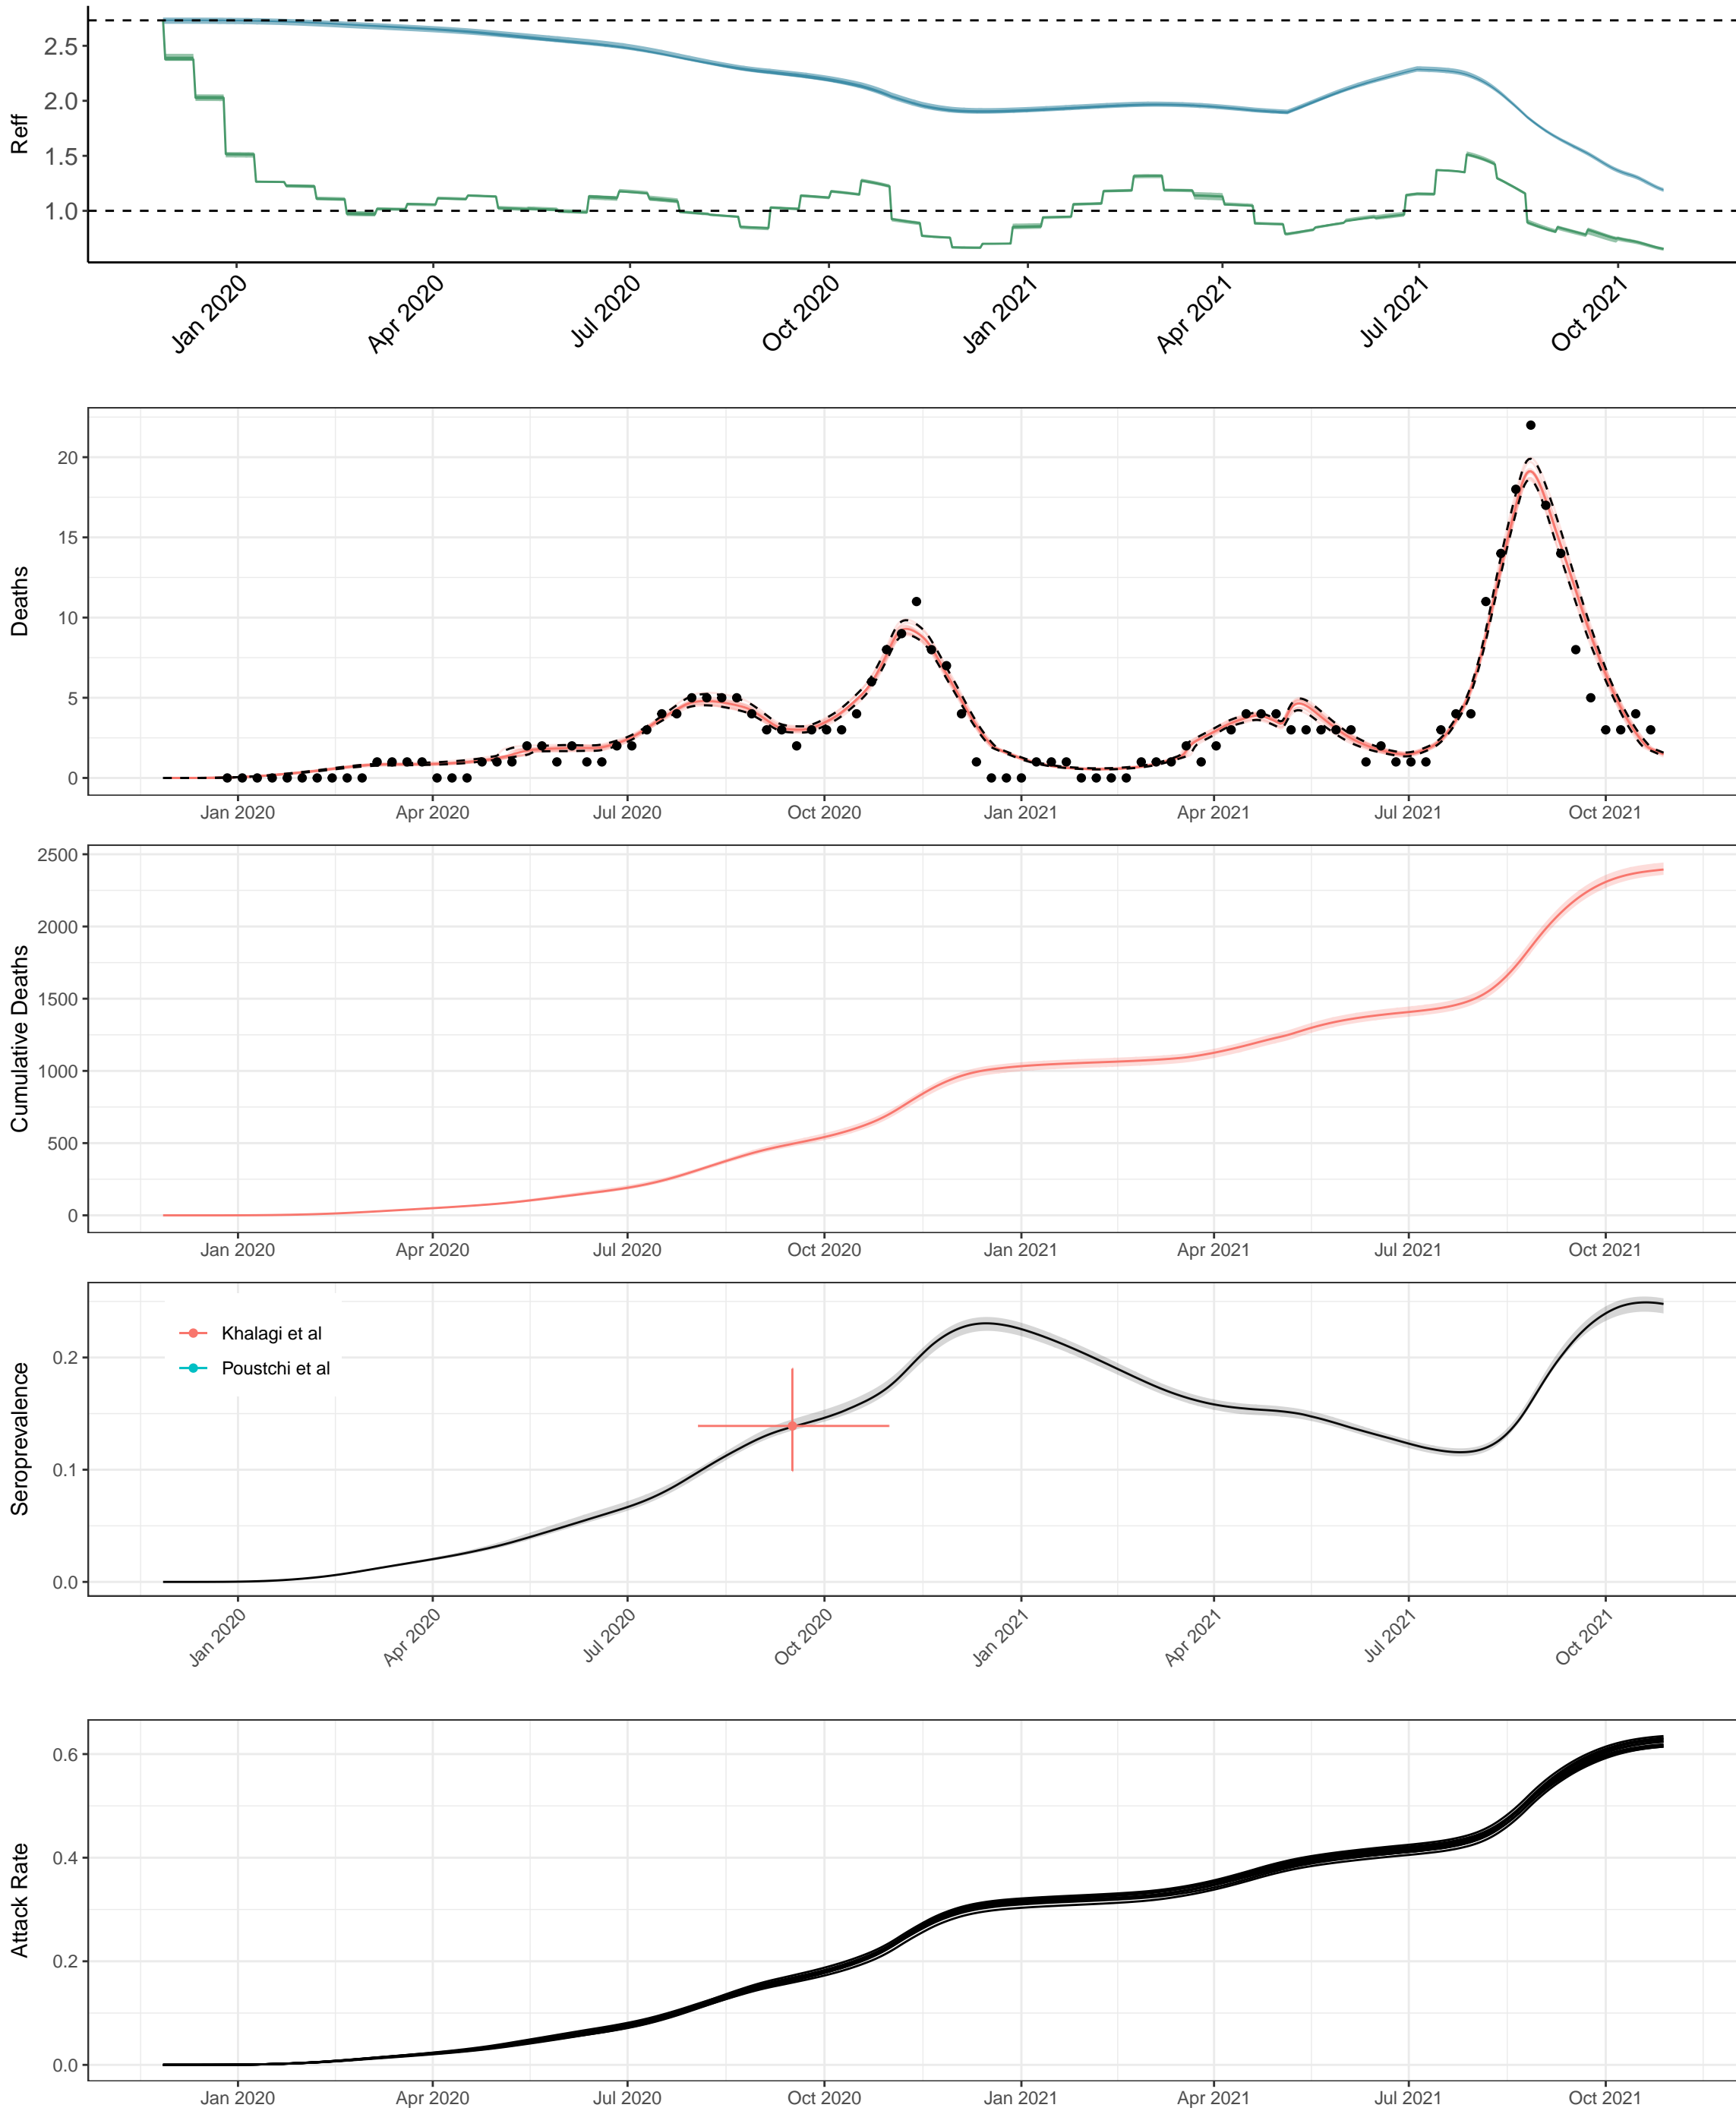 Reff
2.5
2.0
1.5
1.0
Jan 2020
Apr 2020
Jul 2020
Oct 2020
Jan 2021
Apr 2021
Jul 2021
Oct 2021
Deaths
20
15
10
5
0
Jan 2020
Apr 2020
Jul 2020
Oct 2020
Jan 2021
Apr 2021
Jul 2021
Oct 2021
Cumulative Deaths
2500
2000
1500
1000
500
0
Jan 2020
Apr 2020
Jul 2020
Oct 2020
Jan 2021
Apr 2021
Jul 2021
Oct 2021
Seroprevalence
0.2
0.1
0.0
Khalagi et al
Poustchi et al
Jan 2020
Apr 2020
Jul 2020
Oct 2020
Jan 2021
Apr 2021
Jul 2021
Oct 2021
Attack Rate
0.6
0.4
0.2
0.0
Jan 2020
Apr 2020
Jul 2020
Oct 2020
Jan 2021
Apr 2021
Jul 2021
Oct 2021